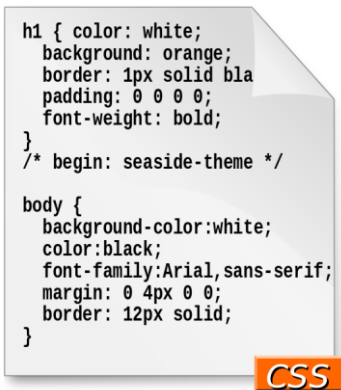 h1 { color: white;
  background: orange;
  border: 1px solid bla
  padding: 0 0 0 0;
  font-weight: bold;
}
/* begin: seaside-theme */

body {
  background-color:white;
  color:black;
  font-family:Arial,sans-serif;
  margin: 0 4px 0 0;
  border: 12px solid;
}
CSS